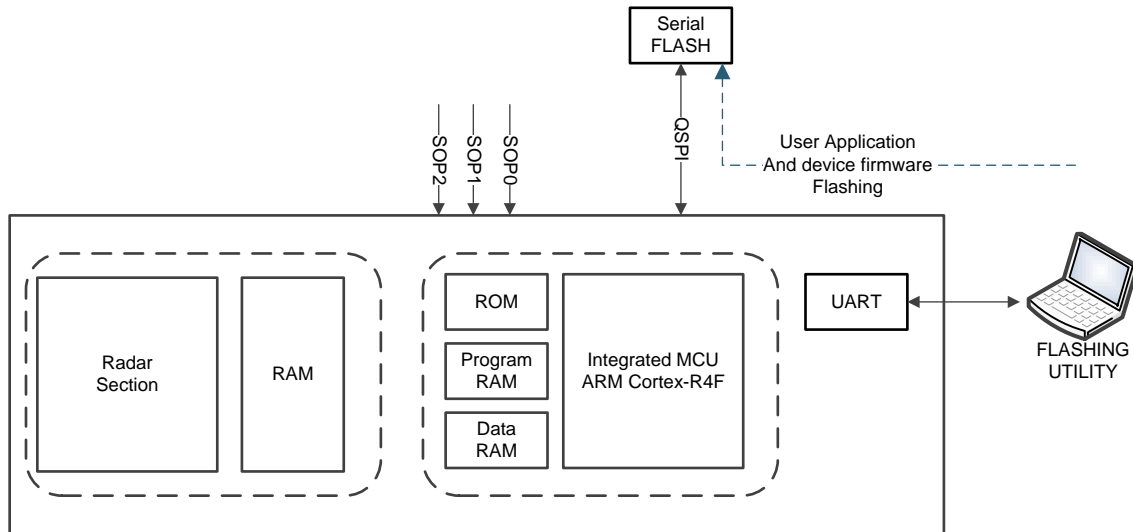 Serial
FLASH
SOP2
SOP1
SOP0
QSPI
User Application
And device firmware
Flashing
Radar
Section
RAM
ROM
Program
RAM
Data
RAM
Integrated MCU
ARM Cortex-R4F
UART
FLASHING
UTILITY